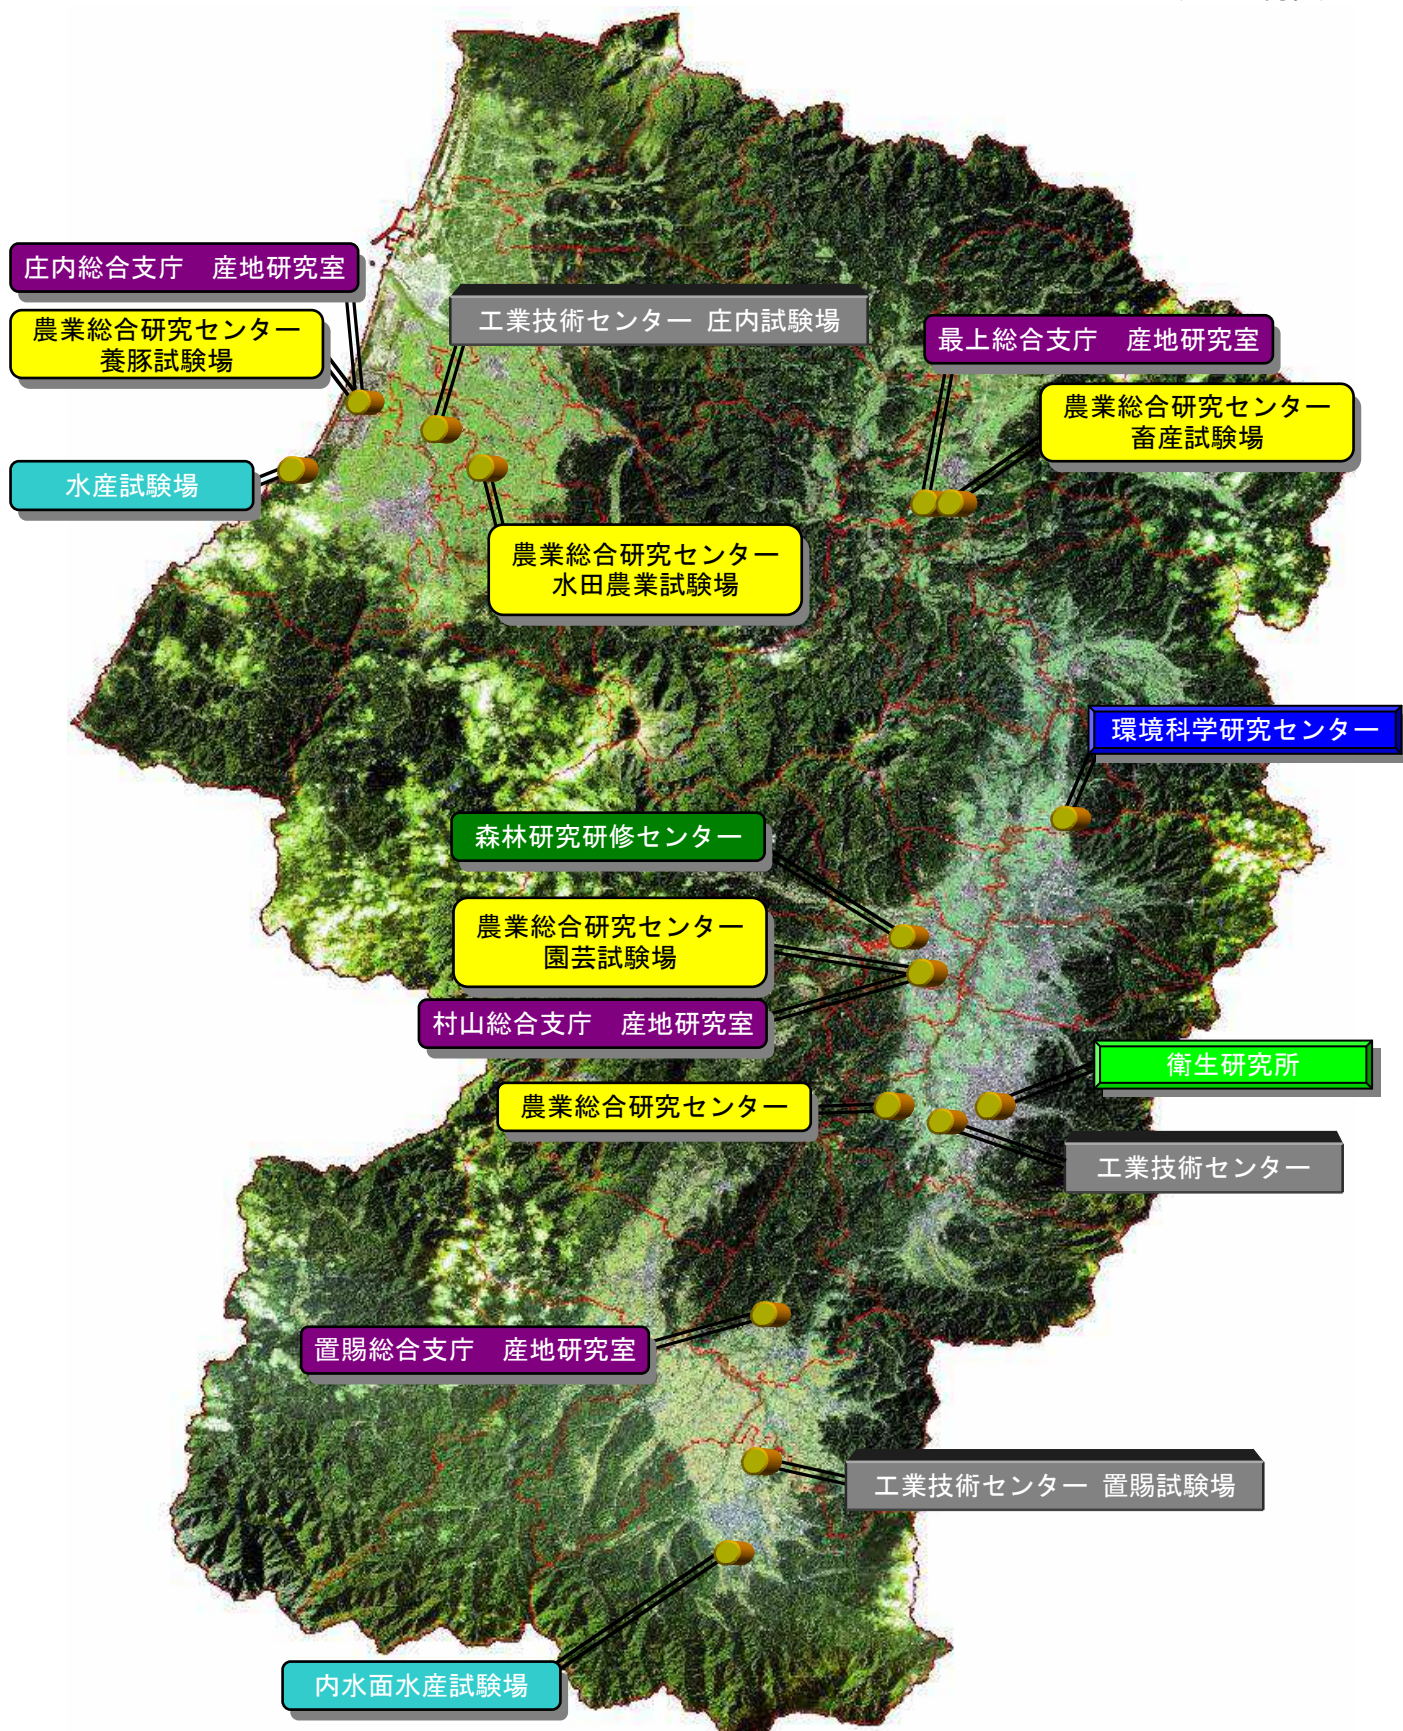 庄内総合支庁　産地研究室
農業総合研究センター
養豚試験場
工業技術センター 庄内試験場
最上総合支庁　産地研究室
農業総合研究センター
畜産試験場
水産試験場
農業総合研究センター
水田農業試験場
環境科学研究センター
森林研究研修センター
農業総合研究センター
園芸試験場
村山総合支庁　産地研究室
衛生研究所
農業総合研究センター
工業技術センター
置賜総合支庁　産地研究室
工業技術センター 置賜試験場
内水面水産試験場